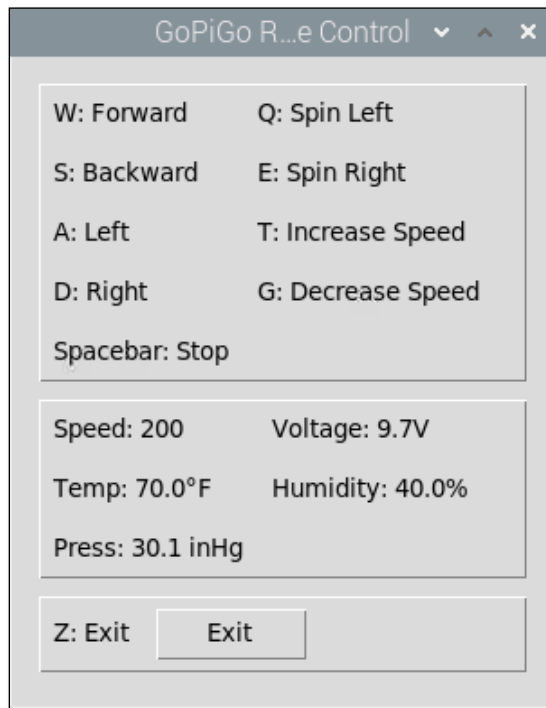 GoPiGo R...e Control
W: Forward Q: Spin Left
S: Backward E: Spin Right
A: Left T: Increase Speed
D: Right G: Decrease Speed
Spacebar: Stop
Speed: 200 Voltage: 9.7V
Temp: 70.0°F Humidity: 40.0%
Press: 30.1 inHg
Z: Exit Exit